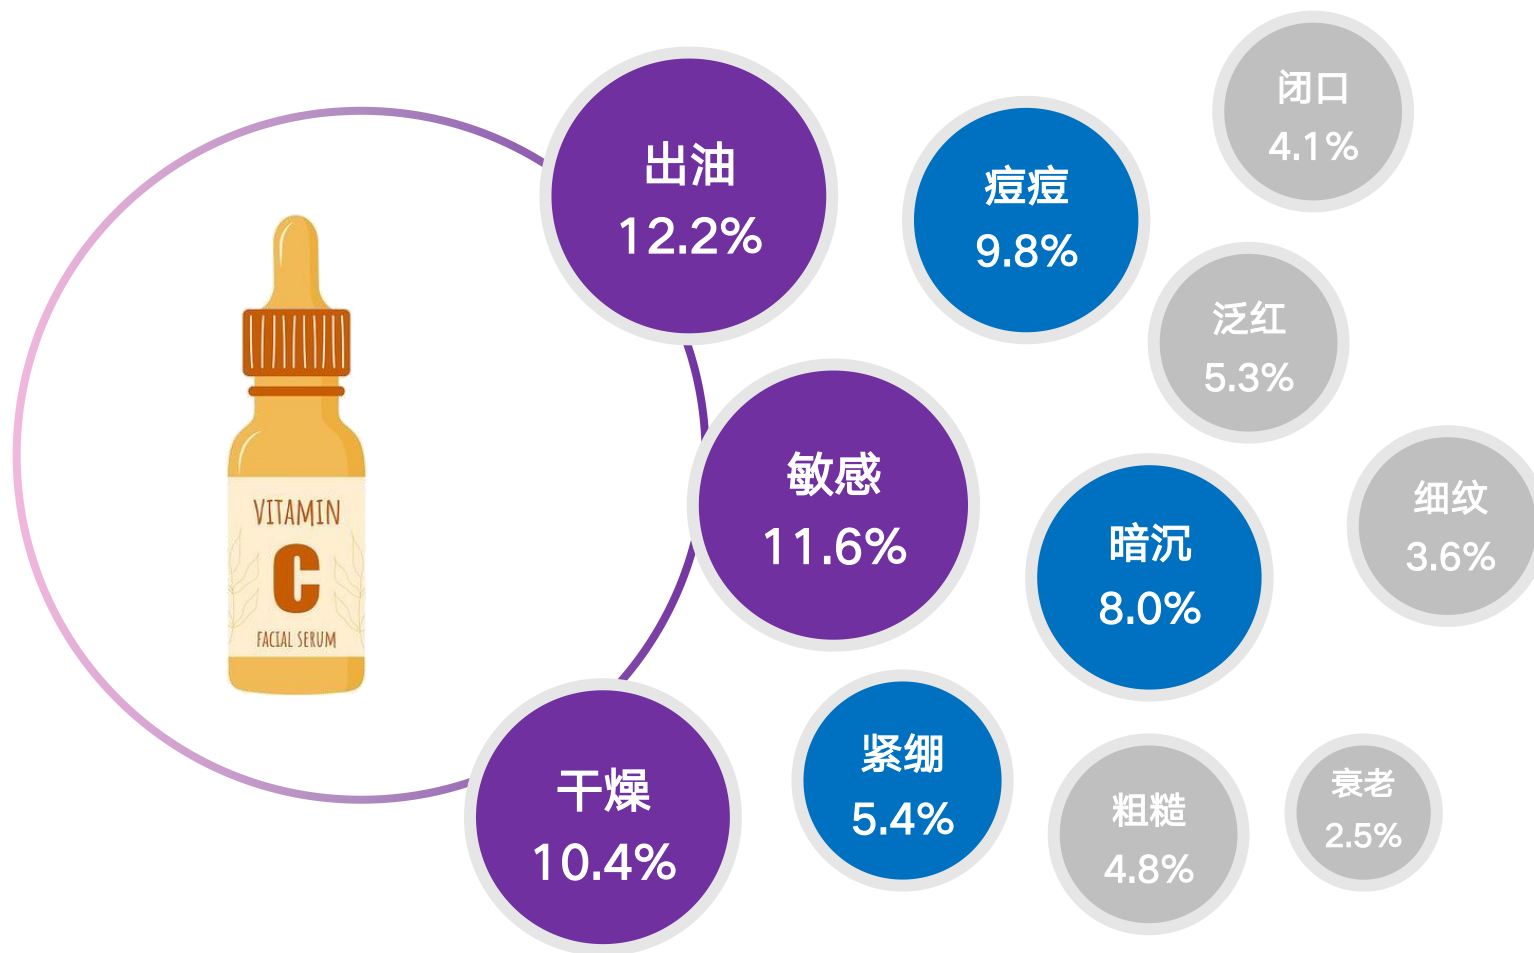 VITAMIN
C
FACIAL SERUM
出油
12.2%
敏感
11.6%
干燥
10.4%
痘痘
9.8%
暗沉
8.0%
紧绷
5.4%
闭口
4.1%
泛红
5.3%
细纹
3.6%
粗糙
4.8%
衰老
2.5%